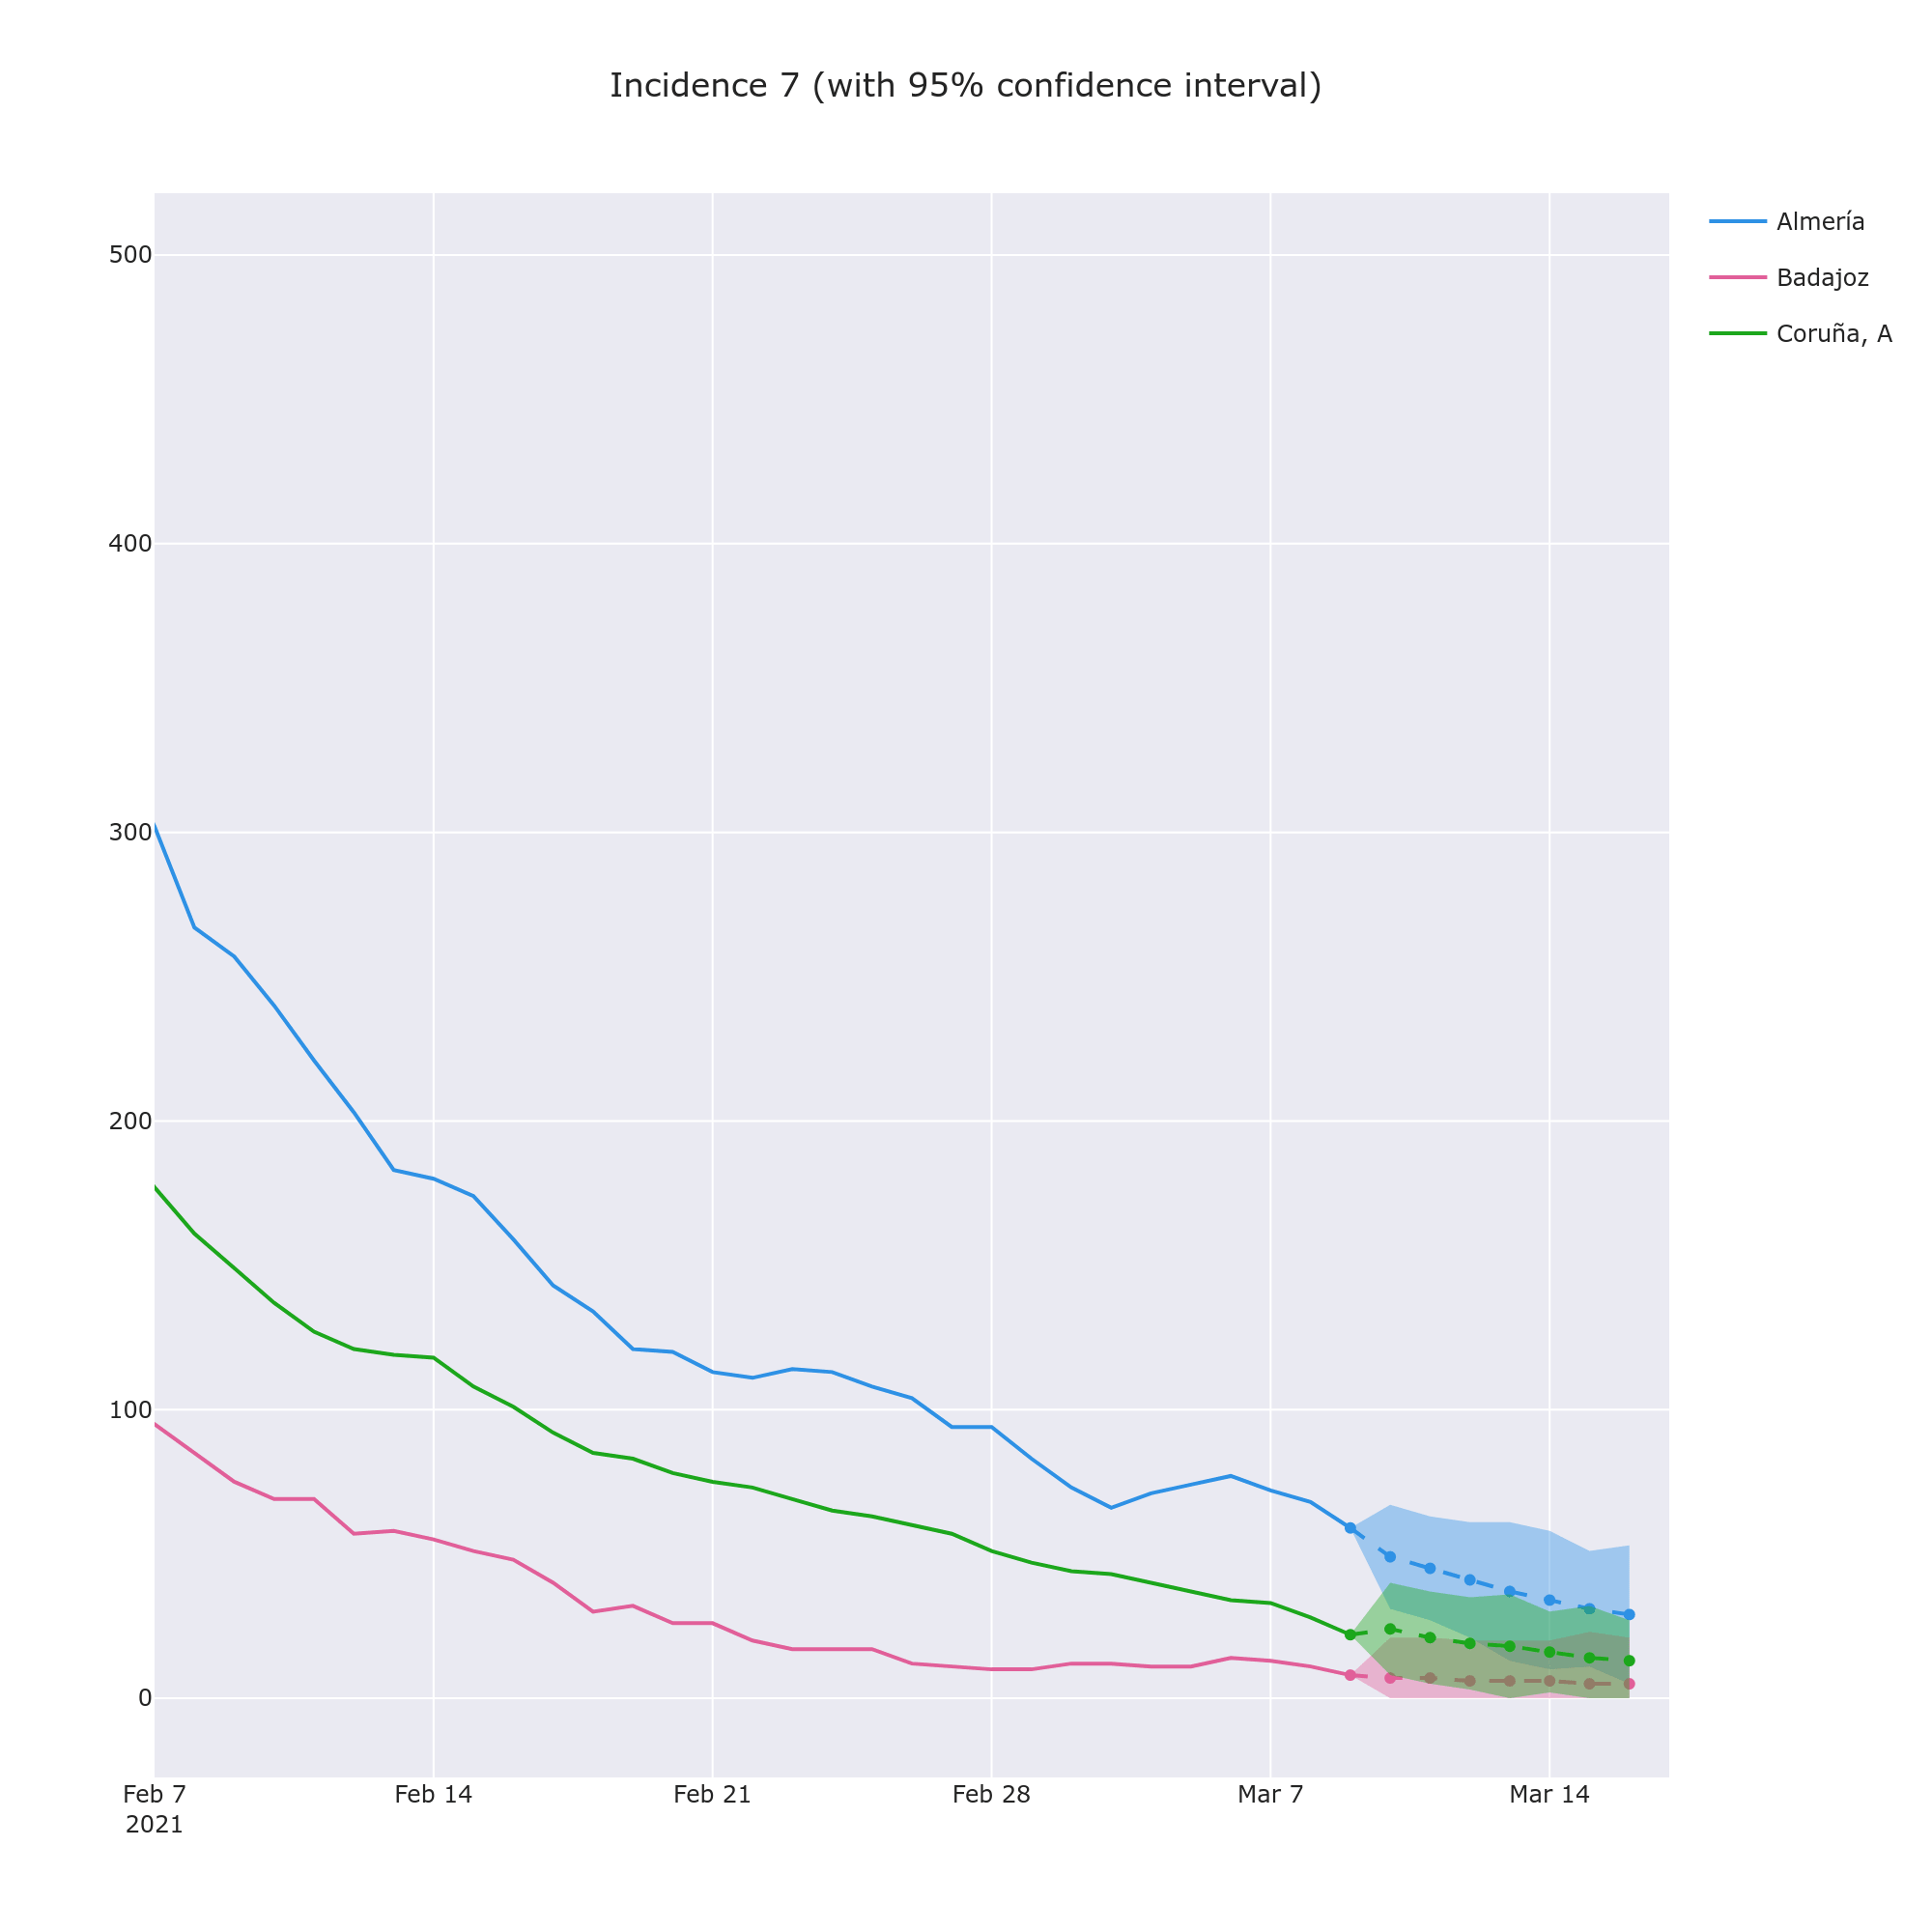 Incidence 7 (with 95% confidence interval)
Almería
Badajoz
Coruña, A
500
400
300
200
100
0
Feb 7
2021
Feb 14
Feb 21
Feb 28
Mar 7
Mar 14